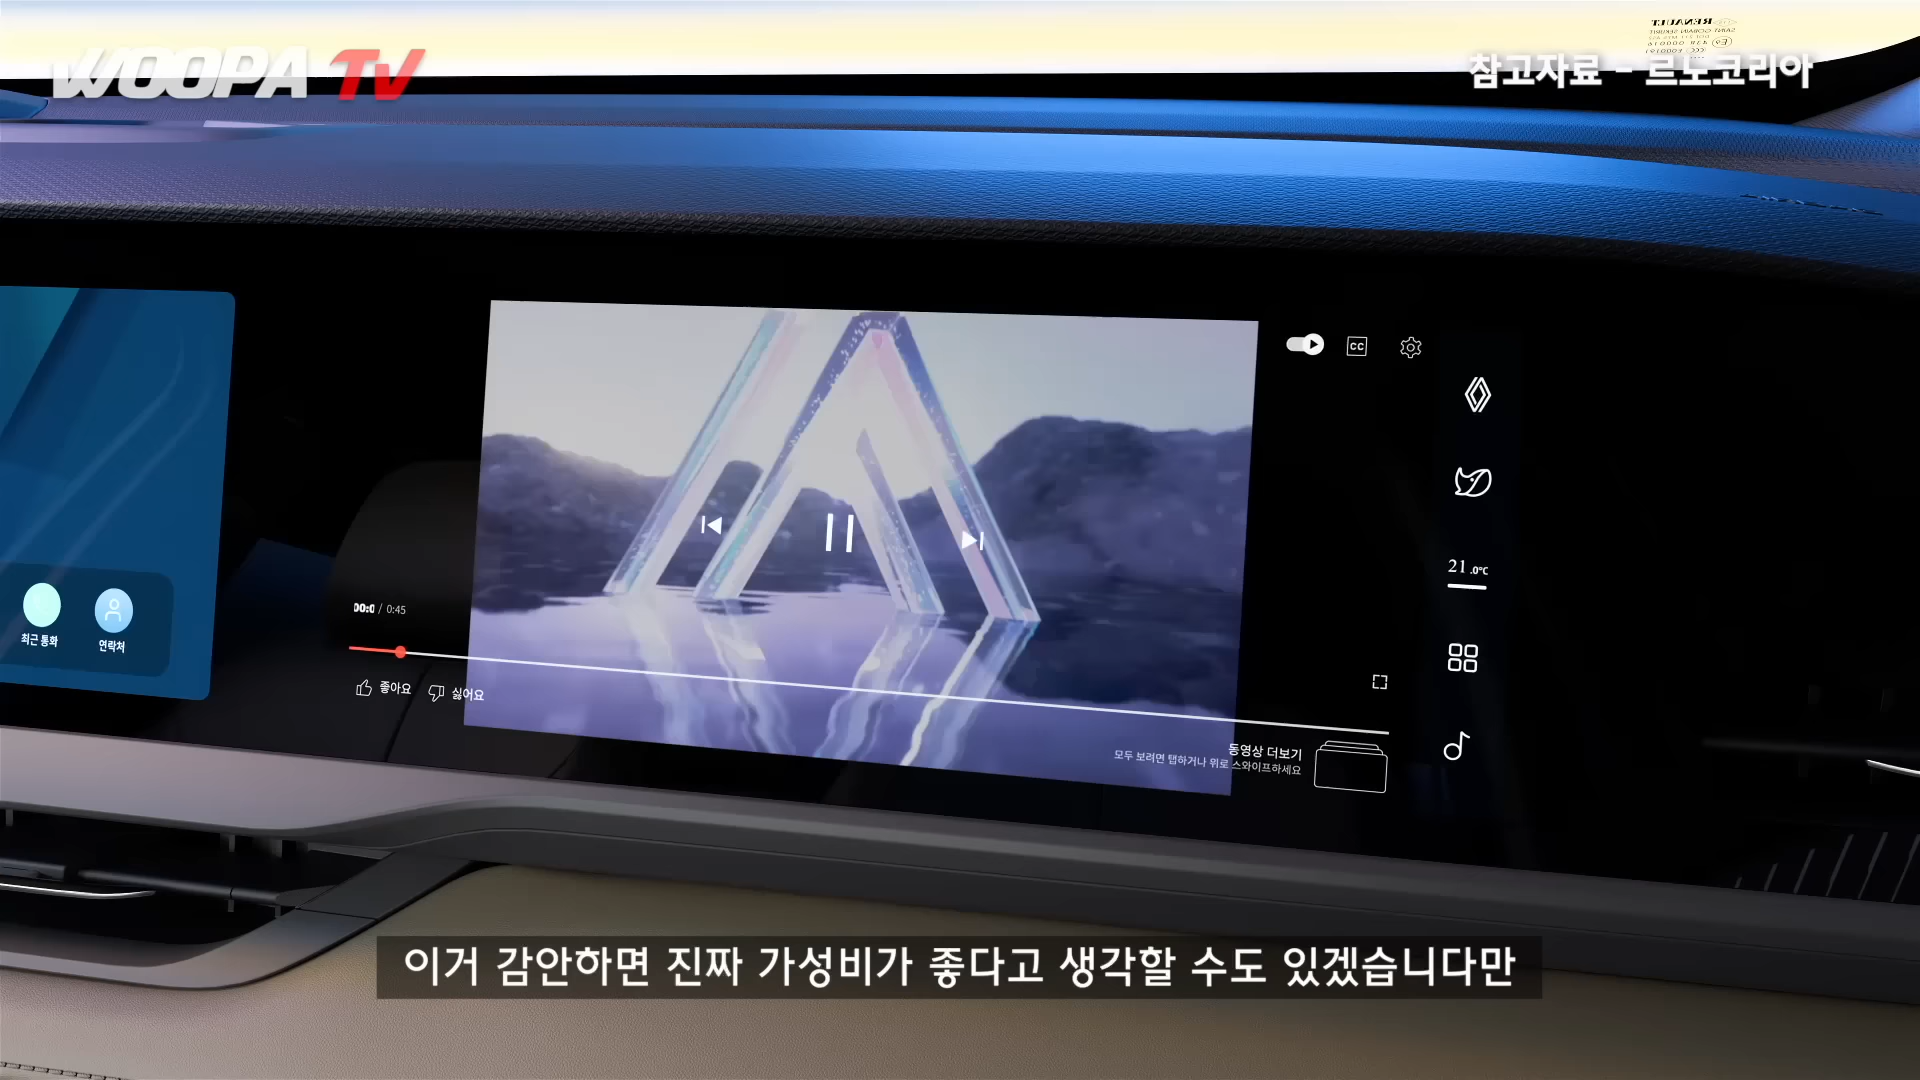 WOOPA TV
RENAULT
참고자료 - 르노코리아
CC
21.0°C
00:0 / 0:45
최근 통화
연락처
좋아요
싫어요
동영상 더보기
모두 보려면 탭하거나 위로 스와이프하세요
이거 감안하면 진짜 가성비가 좋다고 생각할 수도 있겠습니다만